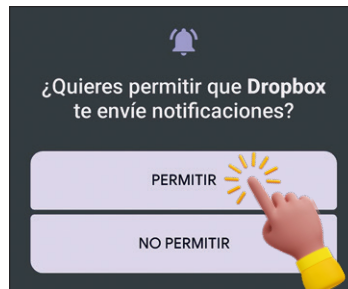 ¿Quieres permitir que Dropbox
te envíe notificaciones?
PERMITIR
NO PERMITIR